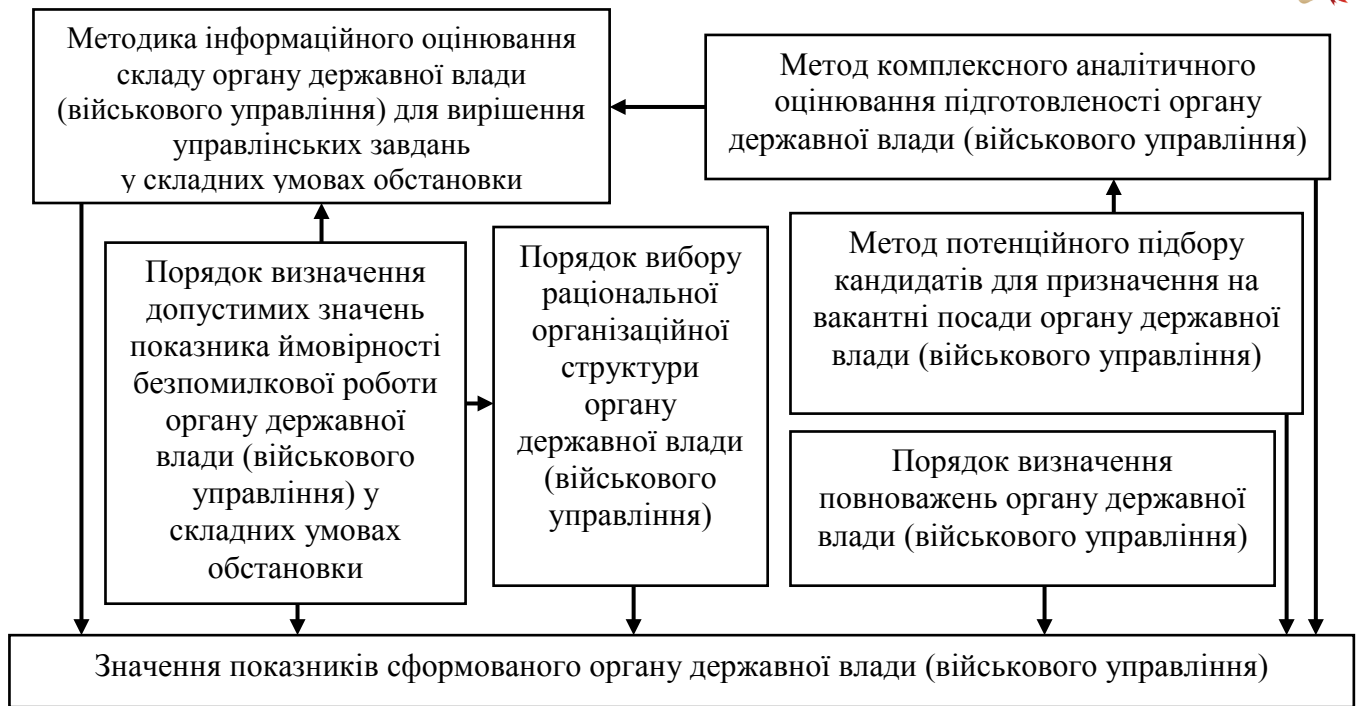 Методика інформаційного оцінювання
складу органу державної влади
(військового управління) для вирішення
управлінських завдань
у складних умовах обстановки
Метод комплексного аналітичного
оцінювання підготовленості органу
державної влади (військового управління)
Порядок визначення
допустимих значень
показника ймовірності
безпомилкової роботи
органу державної
влади (військового
управління) у
складних умовах
обстановки
Порядок вибору
раціональної
організаційної
структури
органу
державної влади
(військового
управління)
Метод потенційного підбору
кандидатів для призначення на
вакантні посади органу державної
влади (військового управління)
Порядок визначення
повноважень органу державної
влади (військового управління)
Значення показників сформованого органу державної влади (військового управління)